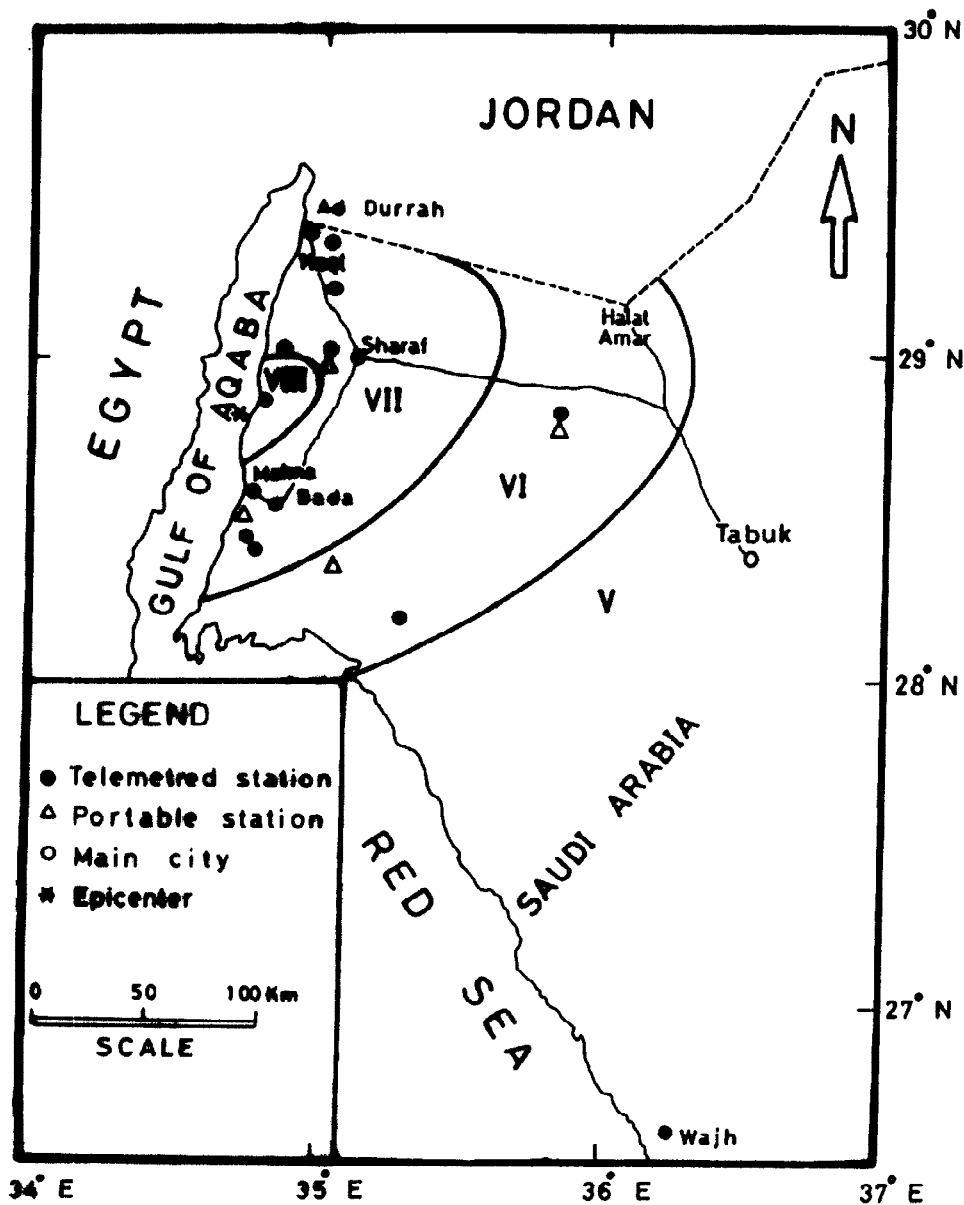 30° N
JORDAN
N
Durrah
Haql
EGYPT
GULF OF AQABA
Halat
Amar
Sharaf
29° N
VIII
VII
Makna
Bada
VI
Tabuk
V
28° N
LEGEND
Telemetred station
Portable station
Main city
Epicenter
SAUDI ARABIA
RED SEA
0 50 100 Km
SCALE
27° N
Wajh
34° E 35° E 36° E 37° E